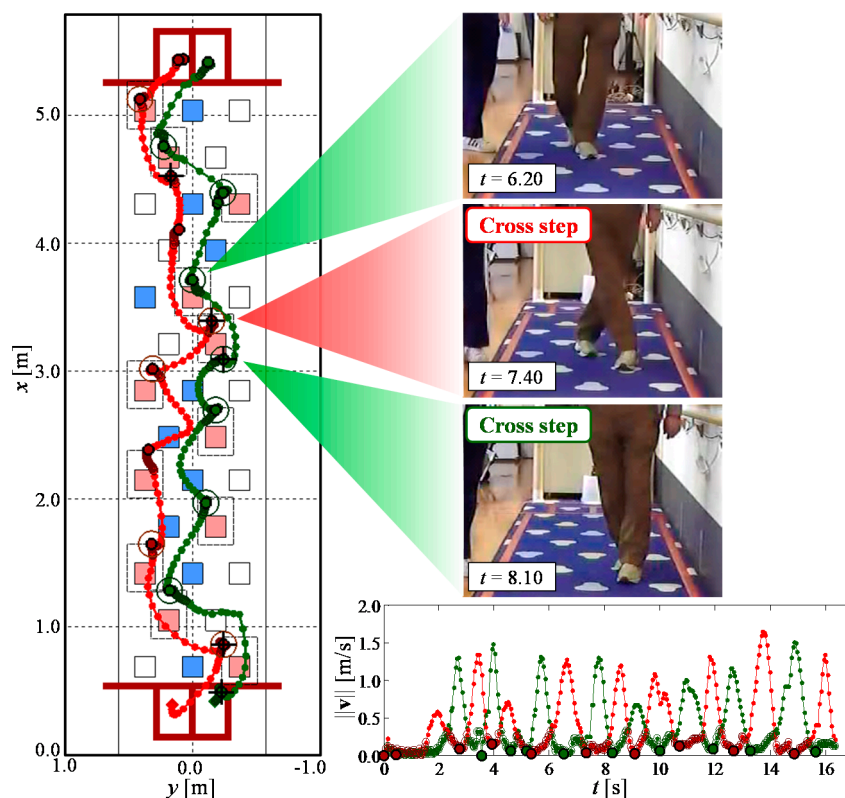 5.0
4.0
3.0
2.0
1.0
0.0
x [m]
1.0
0.0
-1.0
y [m]
t = 6.20
Cross step
t = 7.40
Cross step
t = 8.10
2.0
1.5
1.0
0.5
0.0
||v|| [m/s]
0 2 4 6 8 10 12 14 16
t [s]